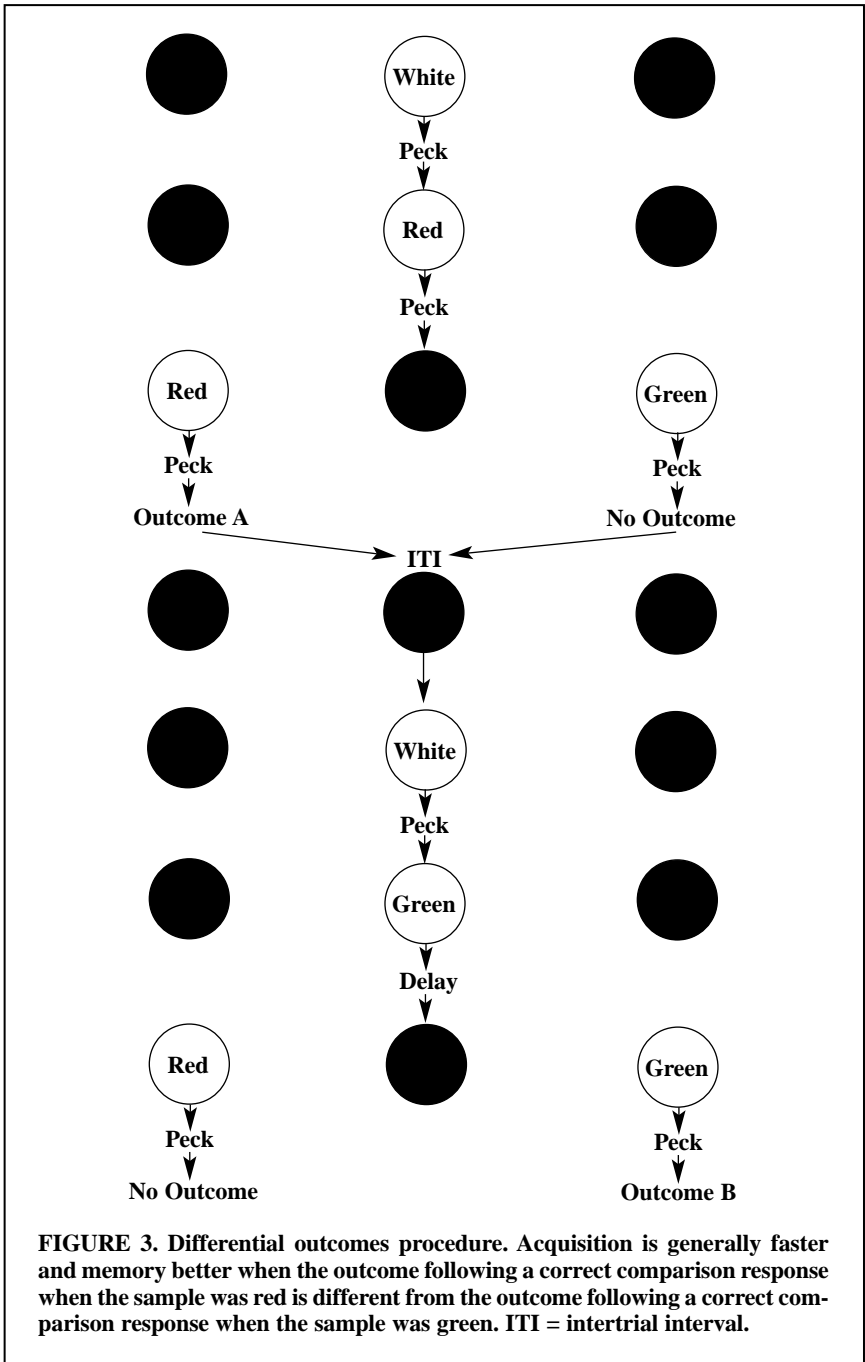 White
Peck
Red
Peck
Red
Green
Peck
Peck
Outcome A
No Outcome
ITI
White
Peck
Green
Delay
Red
Green
Peck
Peck
No Outcome
Outcome B
FIGURE 3. Differential outcomes procedure. Acquisition is generally faster
and memory better when the outcome following a correct comparison response
when the sample was red is different from the outcome following a correct com-
parison response when the sample was green. ITI = intertrial interval.